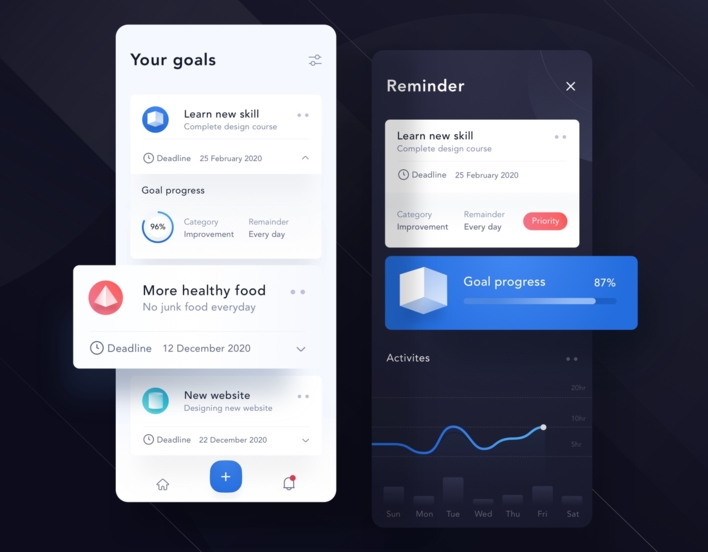 Your goals
Learn new skill
Complete design course
Deadline 25 February 2020
Goal progress
96%
Category Remainder
Improvement Every day
More healthy food
No junk food everyday
Deadline 12 December 2020
New website
Designing new website
Deadline 22 December 2020
+
Reminder
Learn new skill
Complete design course
Deadline 25 February 2020
Category Remainder
Improvement Every day
Priority
Goal progress 87%
Activites
20hr
10hr
5hr
Sun Mon Tue Wed Thu Fri Sat